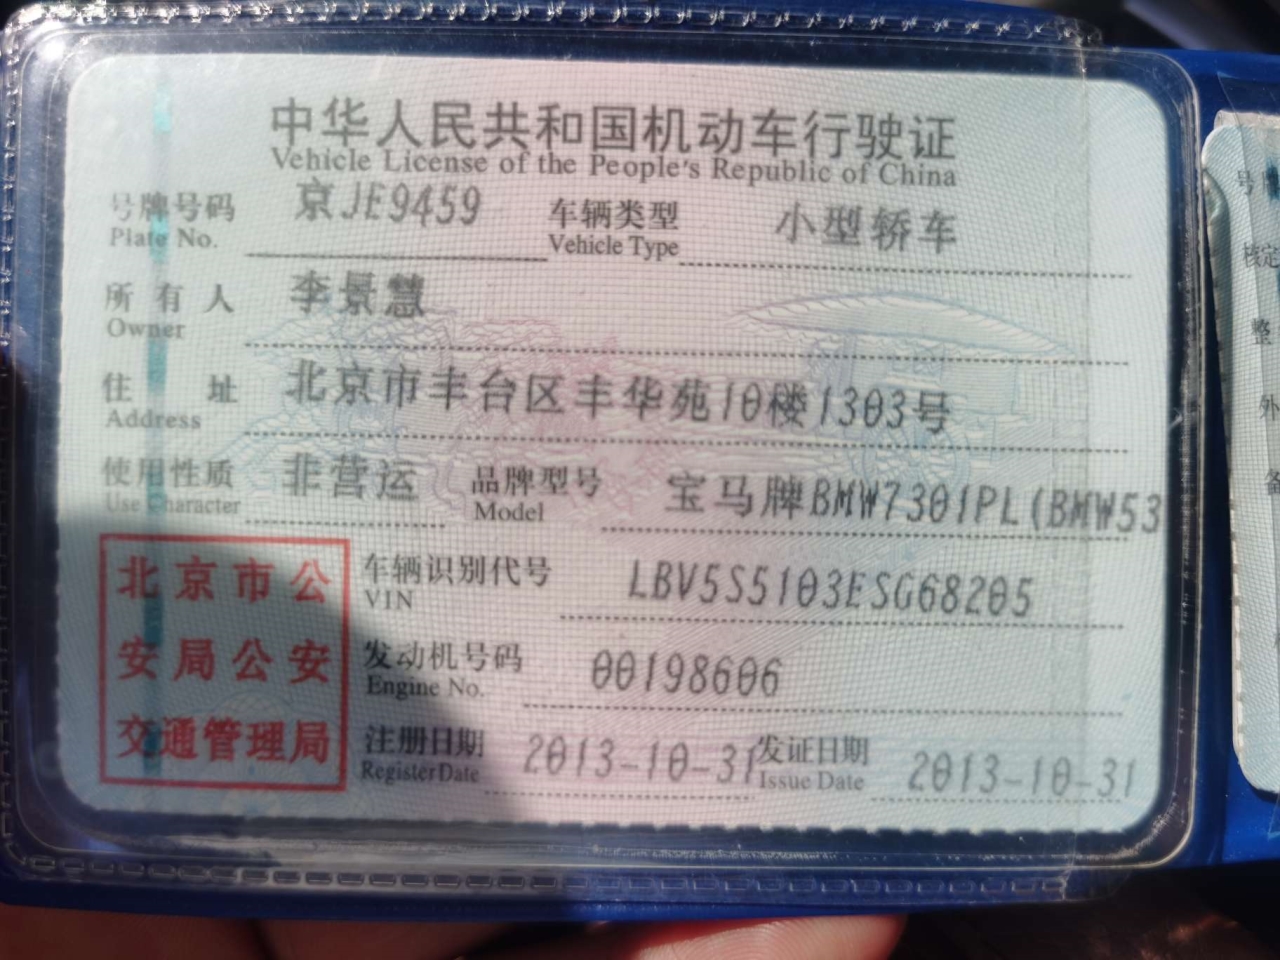 中华人民共和国机动车行驶证
Vehicle License of the People's Republic of China
号牌号码 京JE9459 车辆类型 小型轿车
Plate No. Vehicle Type
所有人 李景慧
Owner
住址 北京市丰台区丰华苑10楼1303号
Address
使用性质 非营运 品牌型号 宝马牌BMW7301PL(BMW53
Use Character Model
北京市公
安局公安
交通管理局
车辆识别代号 LBV5S5103ESG68205
VIN
发动机号码 00198606
Engine No.
注册日期 2013-10-31 发证日期 2013-10-31
Register Date Issue Date
号牌
核定
整
外
备